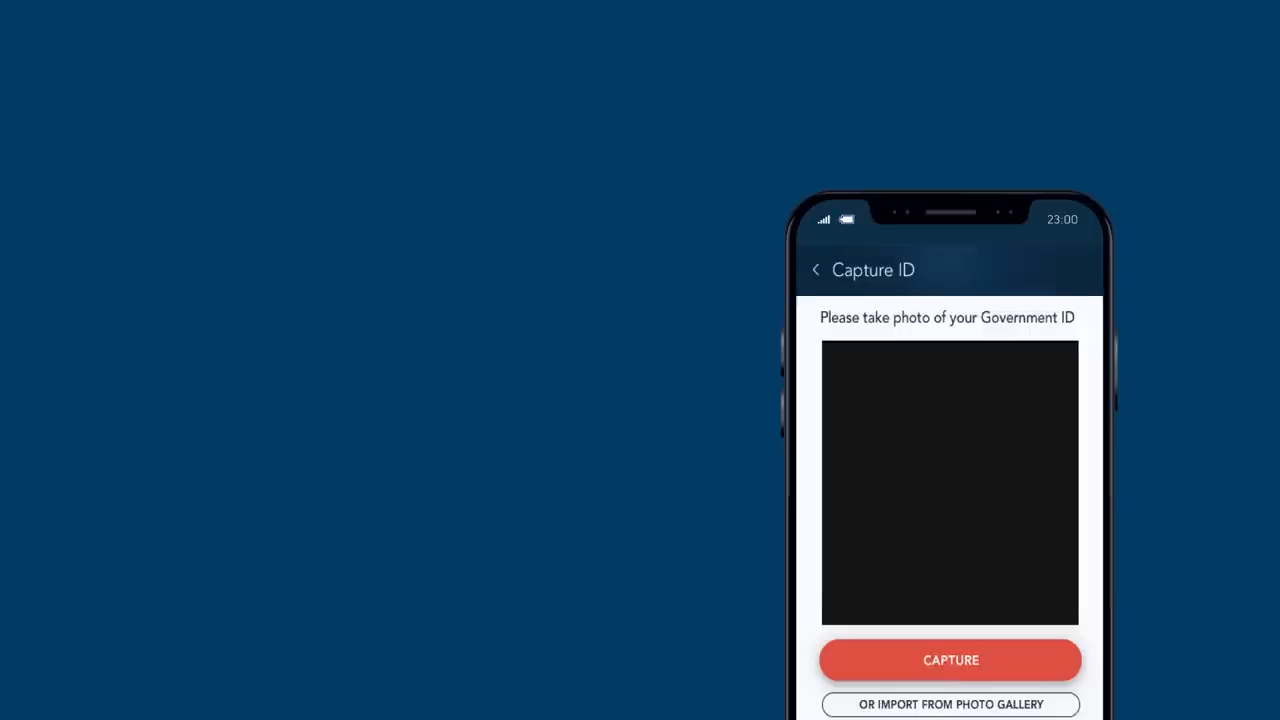 23:00
Capture ID
Please take photo of your Government ID
CAPTURE
OR IMPORT FROM PHOTO GALLERY